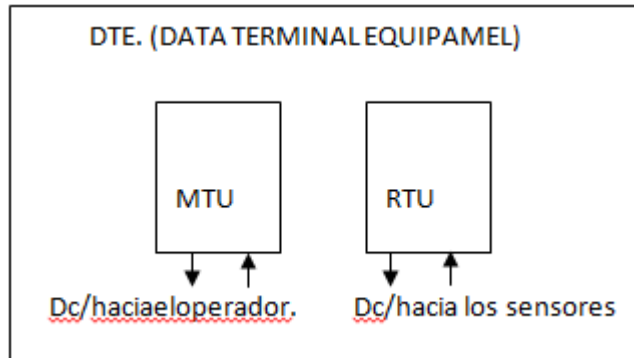 DTE. (DATA TERMINAL EQUIPAMEL)
MTU
RTU
Dc/haciaeloperador.
Dc/hacia los sensores